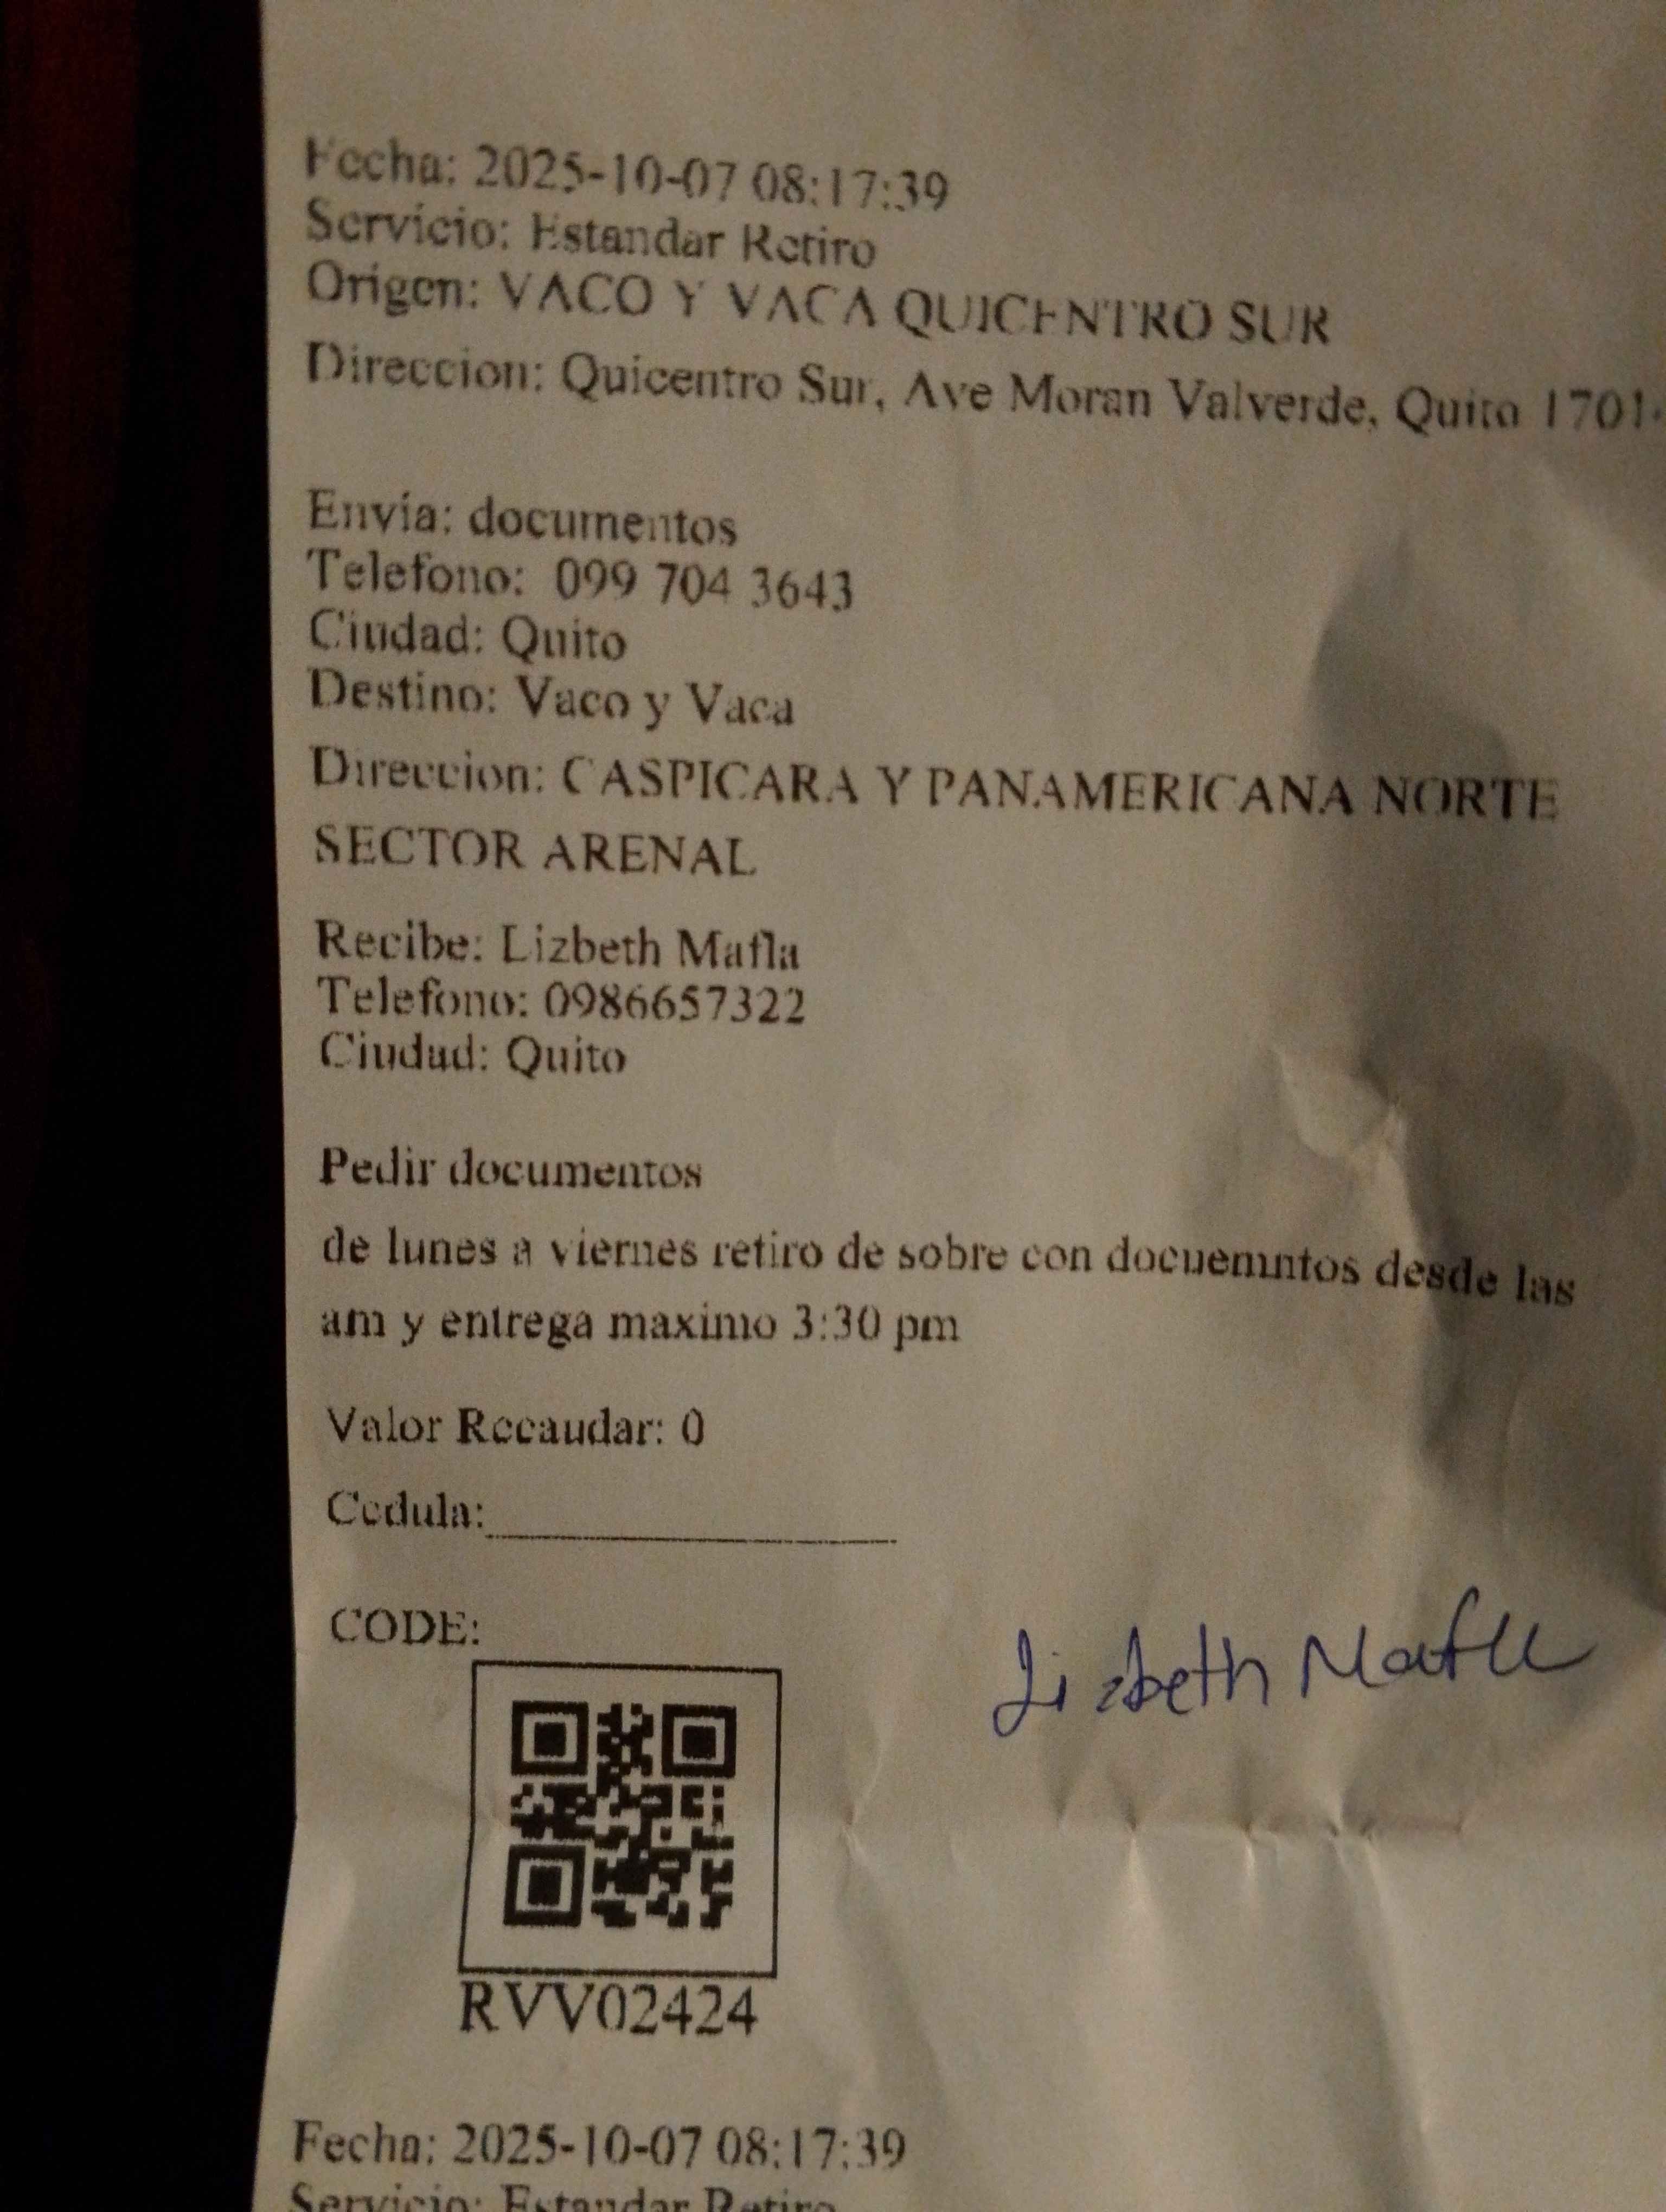 Fecha: 2025-10-07 08:17:39
Servicio: Estandar Retiro
Origen: VACO Y VACA QUICENTRO SUR
Direccion: Quicentro Sur, Ave Moran Valverde, Quito 1701
Envia: documentos
Telefono: 099 704 3643
Ciudad: Quito
Destino: Vaco y Vaca
Direccion: CASPICARA Y PANAMERICANA NORTE
SECTOR ARENAL
Recibe: Lizbeth Mafla
Telefono: 0986657322
Ciudad: Quito
Pedir documentos
de lunes a viernes retiro de sobre con docuemntos desde las
am y entrega maximo 3:30 pm
Valor Recaudar: 0
Cedula:
CODE:
Lizbeth Mafla
RVV02424
Fecha: 2025-10-07 08:17:39
Servicio: Estandar Retiro